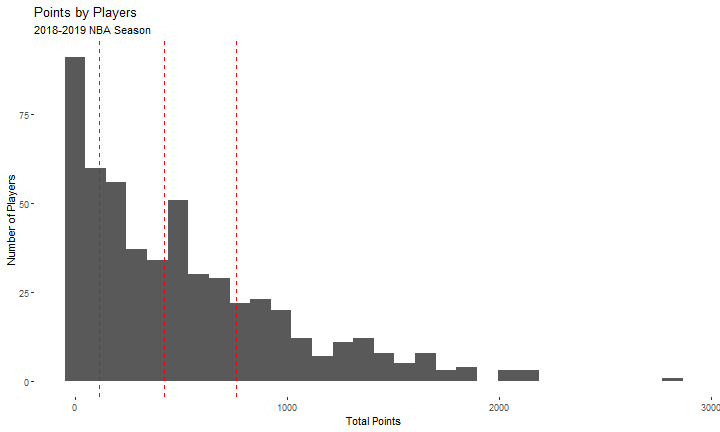 Points by Players
2018-2019 NBA Season
75
50
25
0
Number of Players
0 1000 2000 3000
Total Points